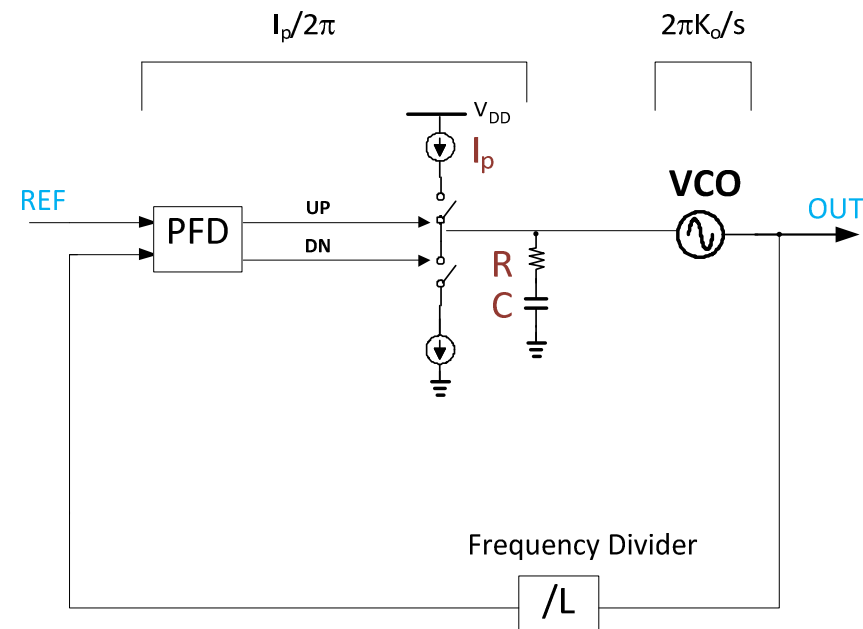 Ip/2π
2πKo/s
VDD
Ip
REF
PFD
UP
DN
VCO
OUT
R
C
Frequency Divider
/L